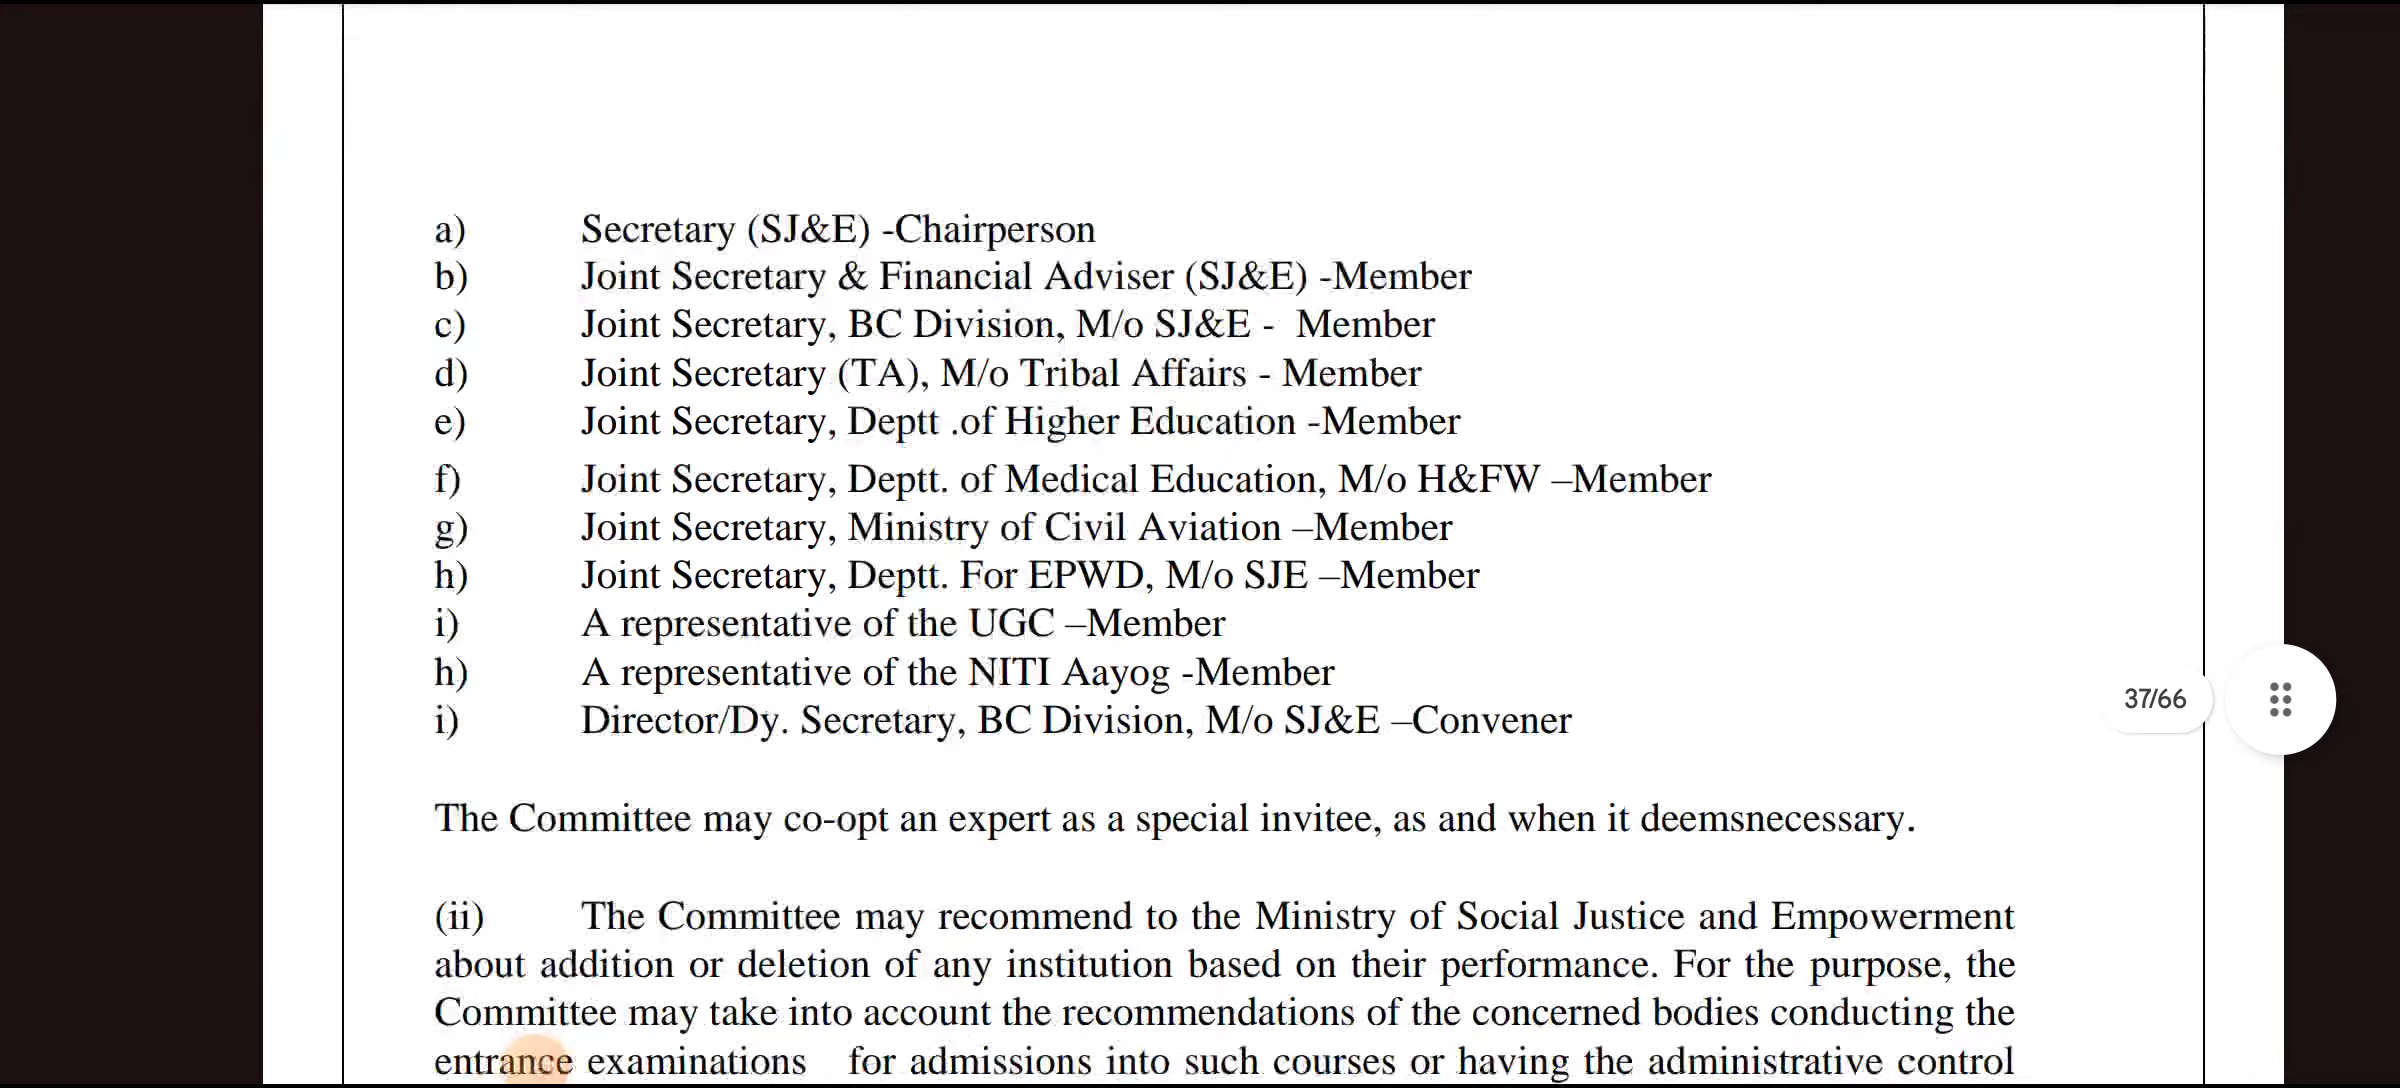 a) Secretary (SJ&E) -Chairperson
b) Joint Secretary & Financial Adviser (SJ&E) -Member
c) Joint Secretary, BC Division, M/o SJ&E - Member
d) Joint Secretary (TA), M/o Tribal Affairs - Member
e) Joint Secretary, Deptt .of Higher Education -Member
f) Joint Secretary, Deptt. of Medical Education, M/o H&FW –Member
g) Joint Secretary, Ministry of Civil Aviation –Member
h) Joint Secretary, Deptt. For EPWD, M/o SJE –Member
i) A representative of the UGC –Member
h) A representative of the NITI Aayog -Member
i) Director/Dy. Secretary, BC Division, M/o SJ&E –Convener
37/66
The Committee may co-opt an expert as a special invitee, as and when it deemsnecessary.
(ii) The Committee may recommend to the Ministry of Social Justice and Empowerment
about addition or deletion of any institution based on their performance. For the purpose, the
Committee may take into account the recommendations of the concerned bodies conducting the
entrance examinations for admissions into such courses or having the administrative control